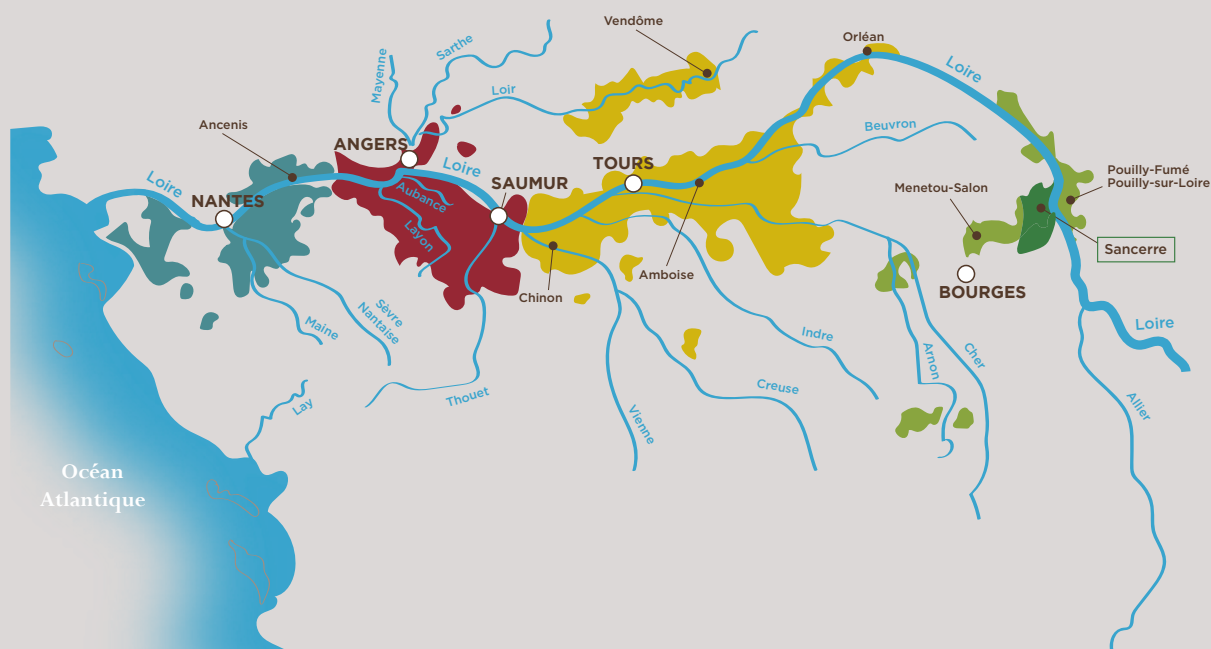 Vendôme
Orléan
Loire
Sarthe
Mayenne
Loir
Ancenis
ANGERS
Beuvron
Loire
TOURS
Pouilly-Fumé
Pouilly-sur-Loire
Loire
NANTES
Aubance
SAUMUR
Menetou-Salon
Layon
Sancerre
Amboise
Chinon
BOURGES
Sèvre
Nantaise
Maine
Loire
Indre
Arnon
Cher
Creuse
Thouet
Lay
Vienne
Allier
Océan
Atlantique